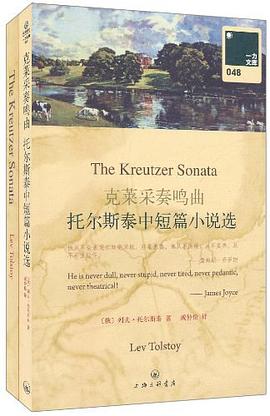 克莱采奏鸣曲 托尔斯泰中短篇小说选
The Kreutzer Sonata
Lev Tolstoy
一力
文库
048
The Kreutzer Sonata
克莱采奏鸣曲
托尔斯泰中短篇小说选
He is never dull, never stupid, never tired, never pedantic,
never theatrical!
—— James Joyce
[俄] 列夫·托尔斯泰 著
Lev Tolstoy
上海三联书店